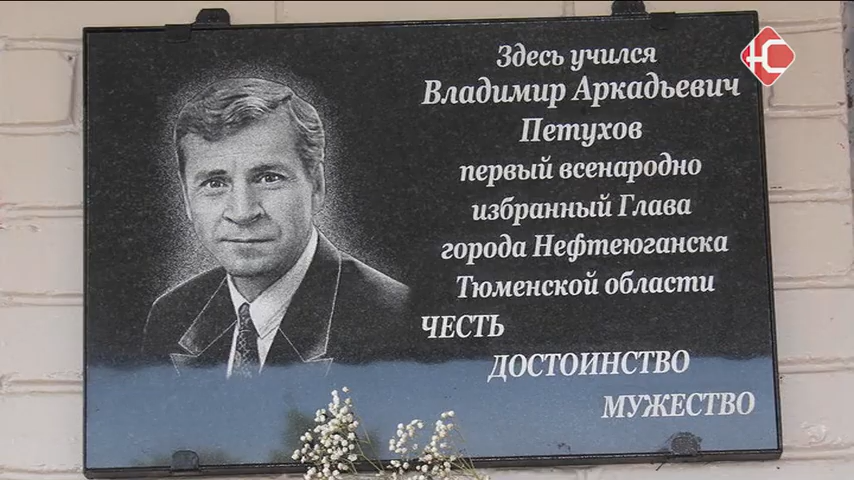 Здесь учился
Владимир Аркадьевич
Петухов
первый всенародно
избранный Глава
города Нефтеюганска
Тюменской области
ЧЕСТЬ
ДОСТОИНСТВО
МУЖЕСТВО
Ю